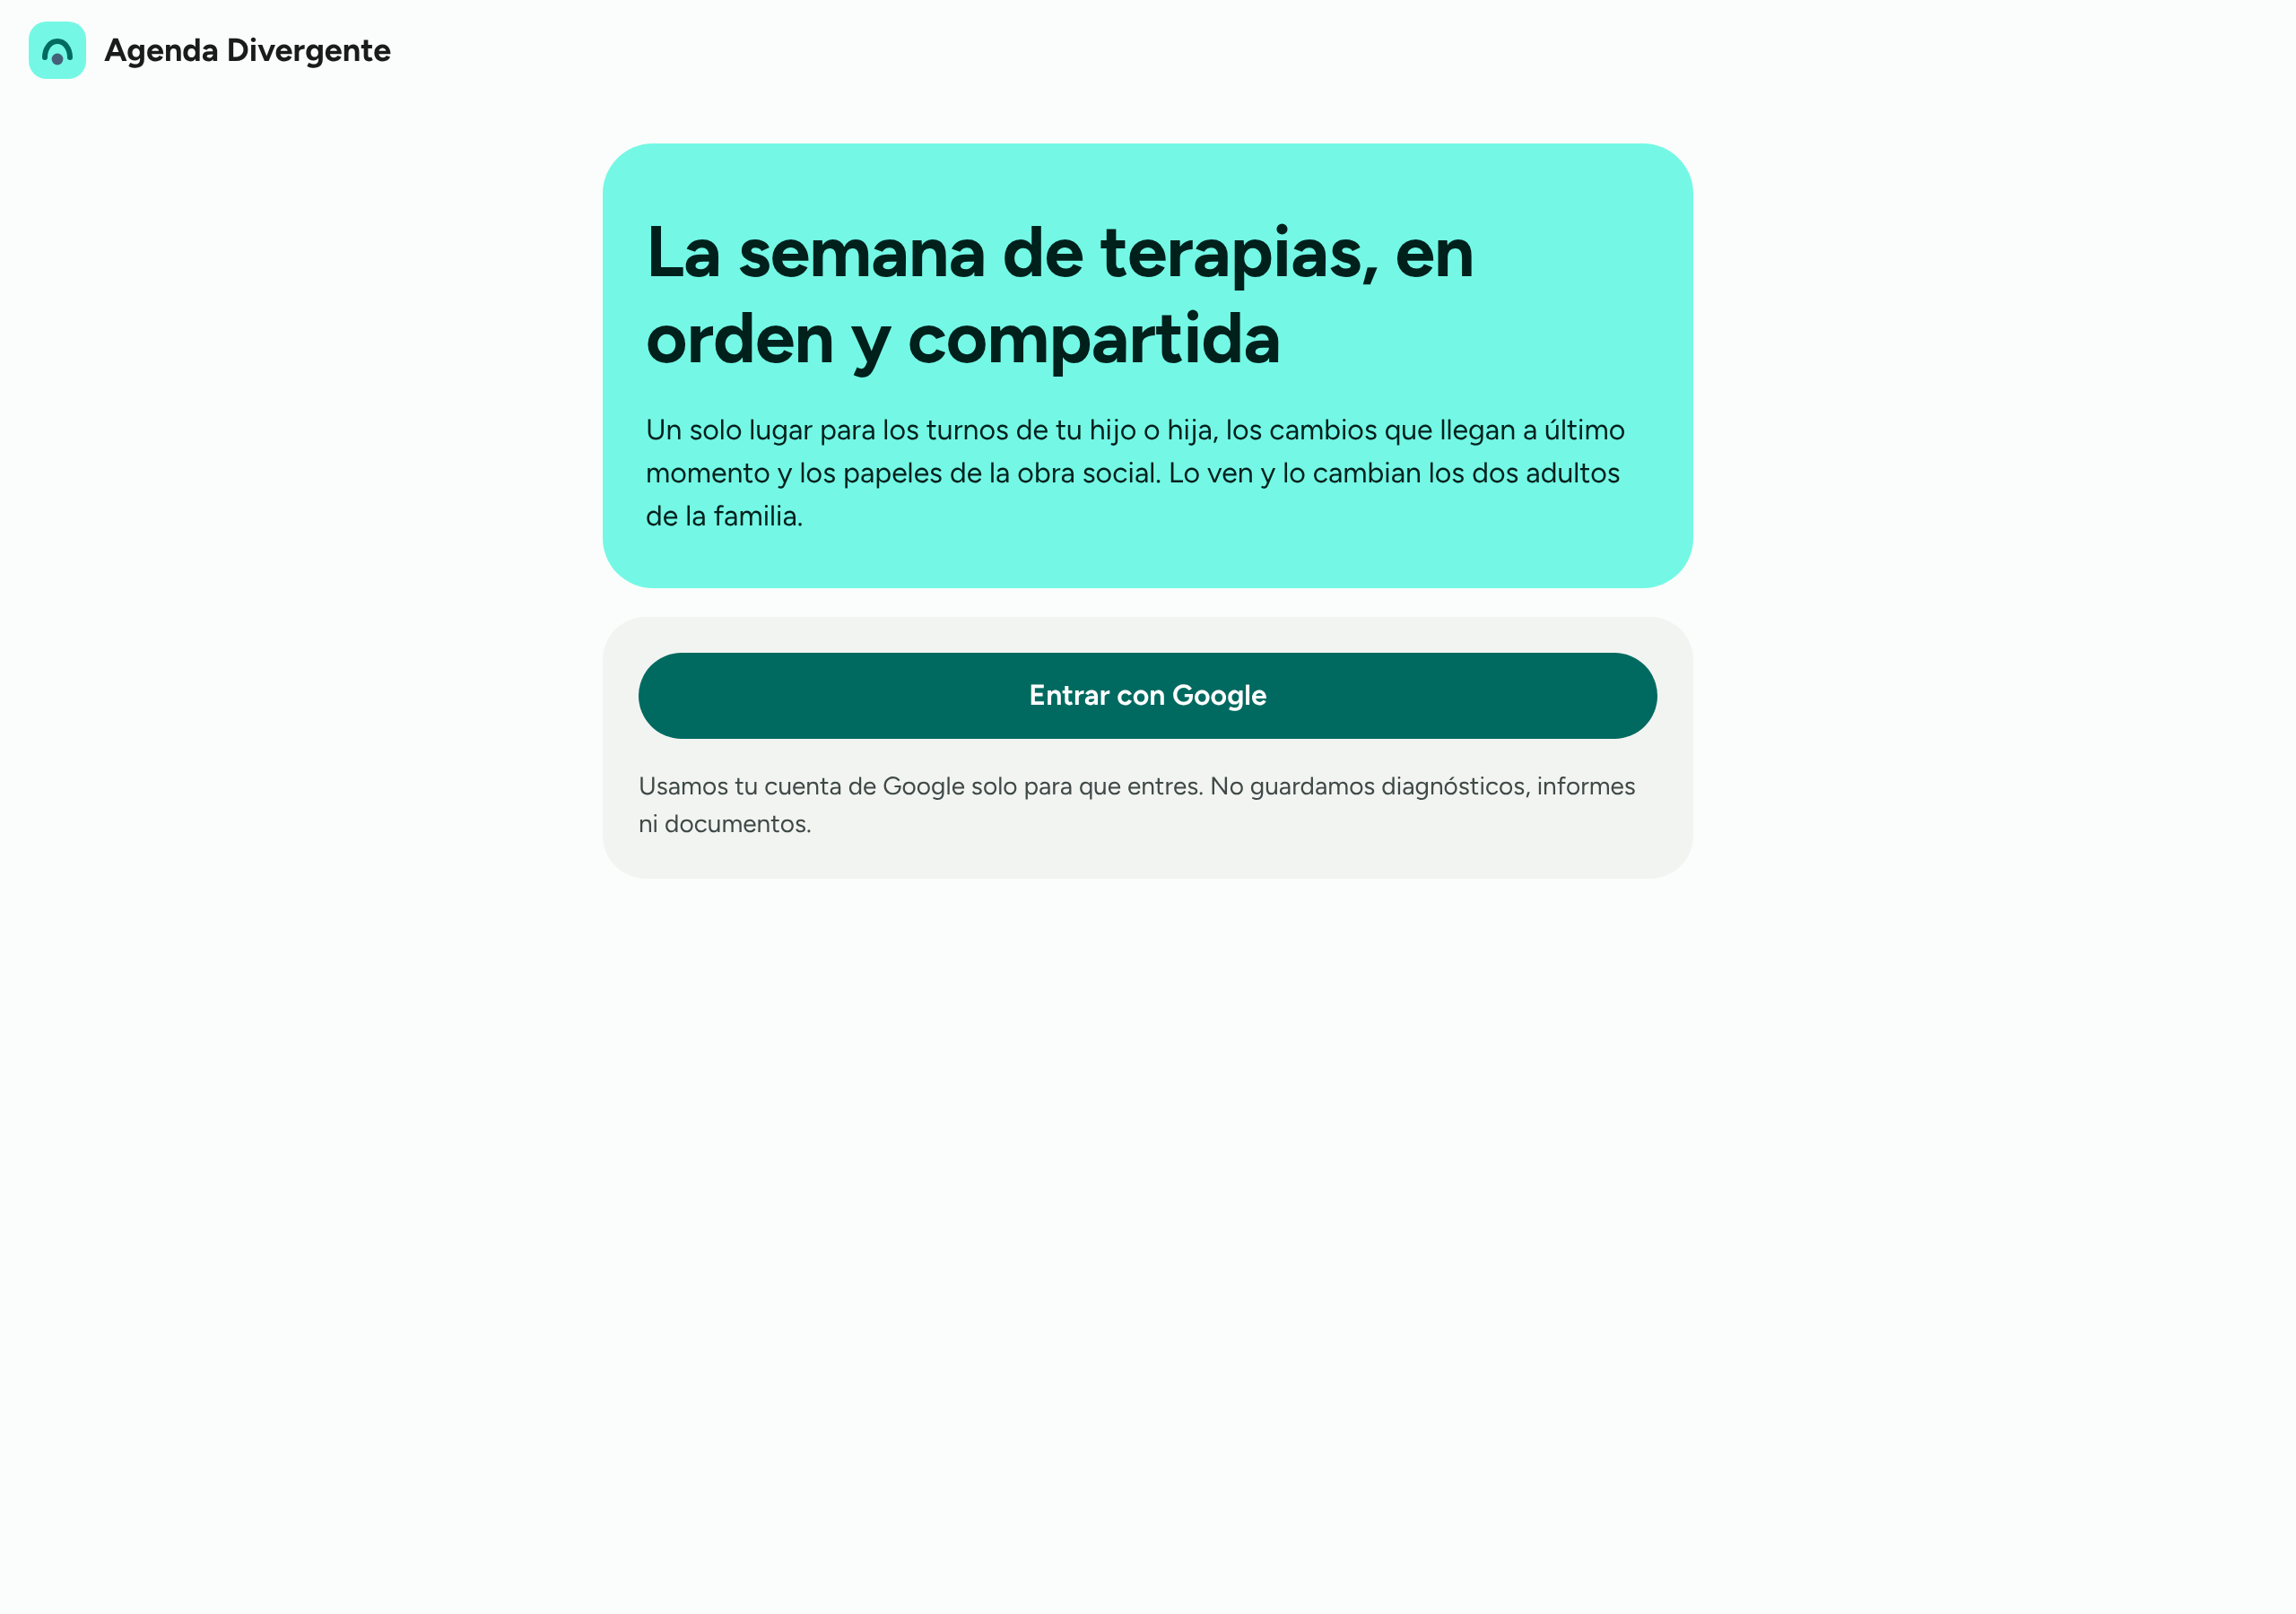 Agenda Divergente
La semana de terapias, en
orden y compartida
Un solo lugar para los turnos de tu hijo o hija, los cambios que llegan a último
momento y los papeles de la obra social. Lo ven y lo cambian los dos adultos
de la familia.
Entrar con Google
Usamos tu cuenta de Google solo para que entres. No guardamos diagnósticos, informes
ni documentos.